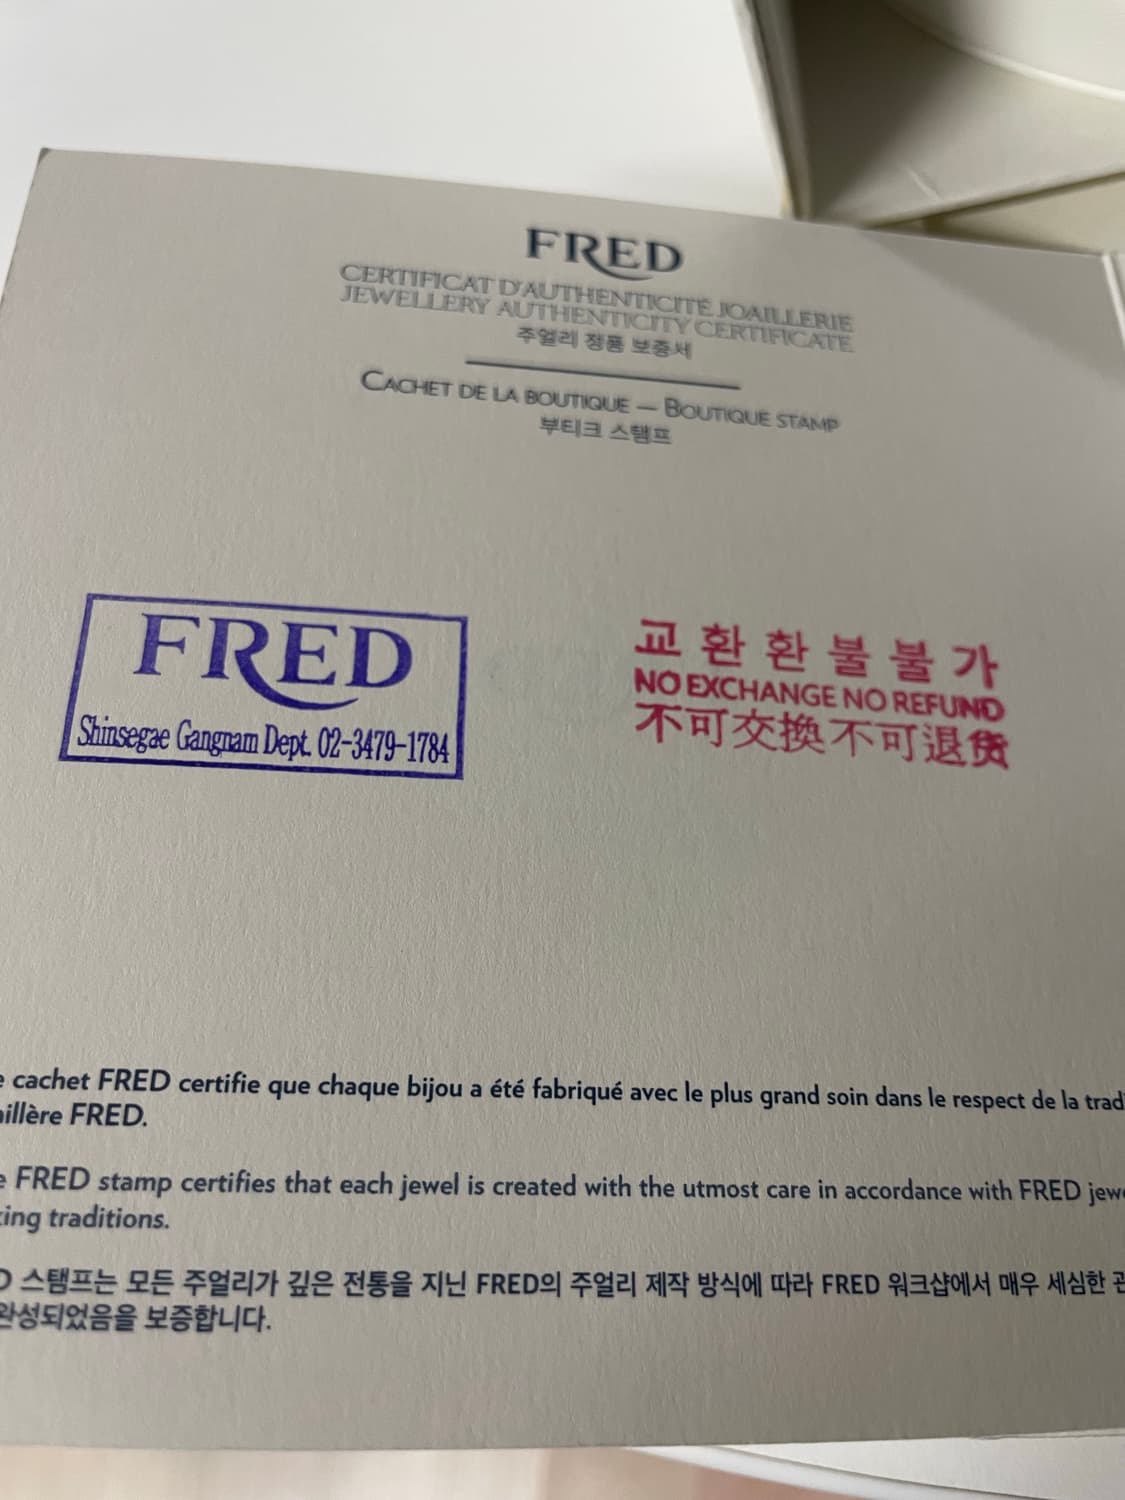 FRED
CERTIFICAT D'AUTHENTICITÉ JOAILLERIE
JEWELLERY AUTHENTICITY CERTIFICATE
주얼리 정품 보증서
CACHET DE LA BOUTIQUE — BOUTIQUE STAMP
부티크 스탬프
FRED
Shinsegae Gangnam Dept. 02-3479-1784
교환환불불가
NO EXCHANGE NO REFUND
不可交換不可退货
cachet FRED certifie que chaque bijou a été fabriqué avec le plus grand soin dans le respect de la
FRED.
FRED stamp certifies that each jewel is created with the utmost care in accordance with FRED
traditions.
스탬프는 모든 주얼리가 깊은 전통을 지닌 FRED의 주얼리 제작 방식에 따라 FRED 워크샵에서 매우 세심한
완성되었음을 보증합니다.